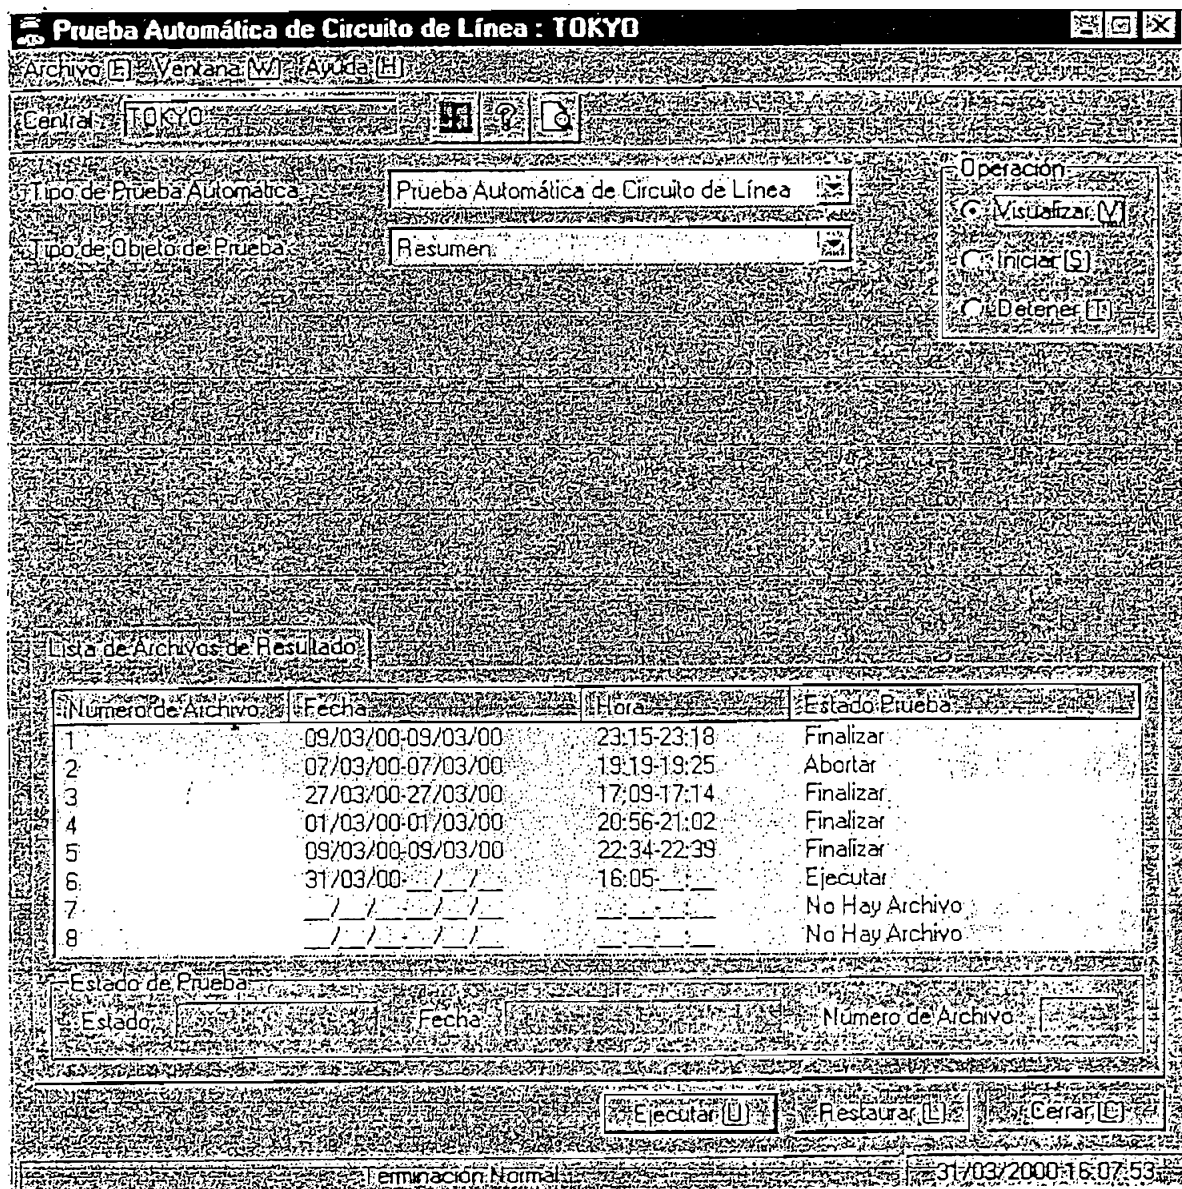 Prueba Automática de Circuito de Línea : TOKYO
Archivo [F] Ventana [W] Ayuda [H]
Central TOKYO
Tipo de Prueba Automática Prueba Automática de Circuito de Línea
Tipo de Objeto de Prueba Resumen
Operación
Visualizar [V]
Iniciar [S]
Detener [T]
Lista de Archivos de Resultado
Número de Archivo Fecha Hora Estado Prueba
1 09/03/00-09/03/00 23:15-23:18 Finalizar
2 07/03/00-07/03/00 19:19-19:25 Abortar
3 27/03/00-27/03/00 17:09-17:14 Finalizar
4 01/03/00-01/03/00 20:56-21:02 Finalizar
5 09/03/00-09/03/00 22:34-22:39 Finalizar
6 31/03/00-__/__/__ 16:05-__:__ Ejecutar
7 __/__/__-__/__/__ __:__-__:__ No Hay Archivo
8 __/__/__-__/__/__ __:__-__:__ No Hay Archivo
Estado de Prueba
Estado Fecha Número de Archivo
Ejecutar [U] Restaurar [L] Cerrar [C]
Terminación Normal 31/03/2000 16:07:53